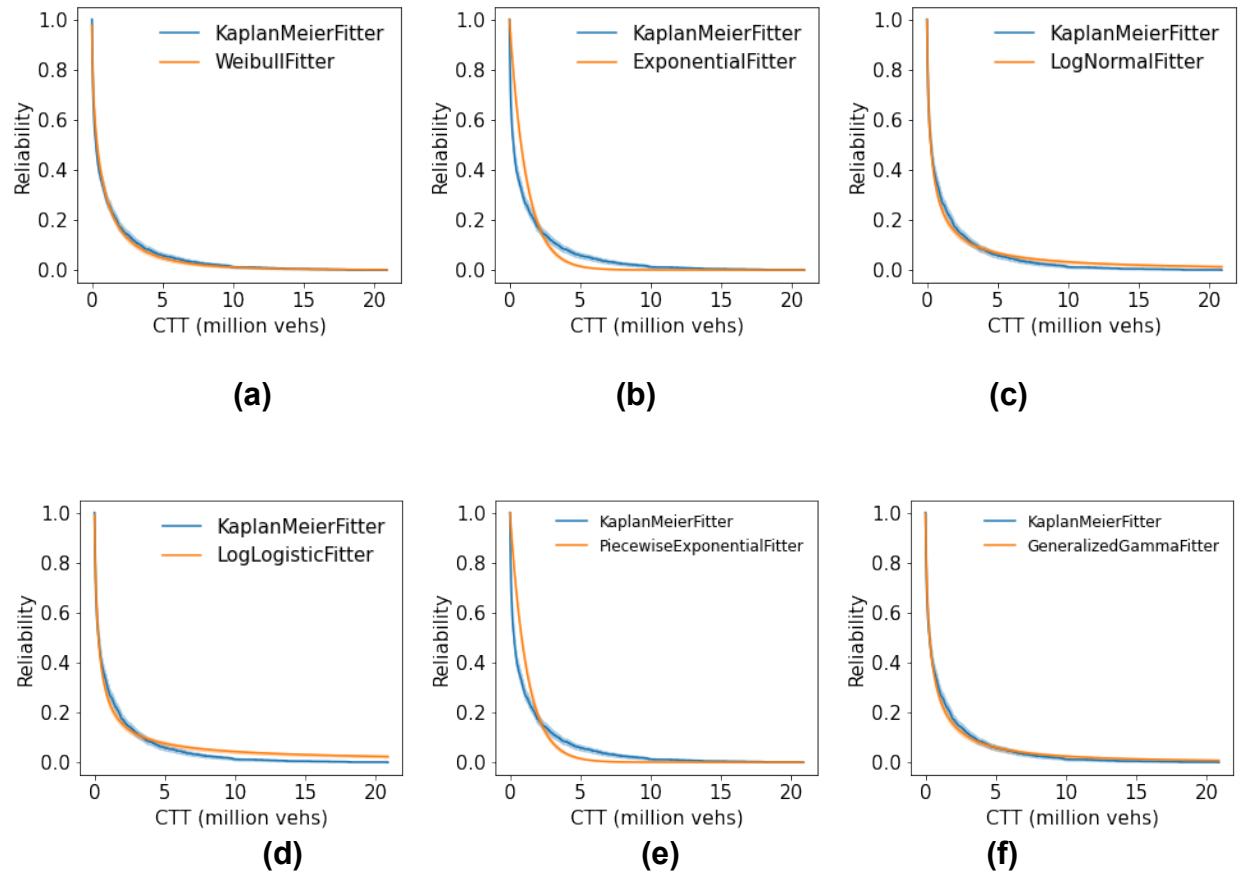 KaplanMeierFitter
WeibullFitter
Reliability
1.0
0.8
0.6
0.4
0.2
0.0
0 5 10 15 20
CTT (million vehs)
(a)
KaplanMeierFitter
ExponentialFitter
Reliability
1.0
0.8
0.6
0.4
0.2
0.0
0 5 10 15 20
CTT (million vehs)
(b)
KaplanMeierFitter
LogNormalFitter
Reliability
1.0
0.8
0.6
0.4
0.2
0.0
0 5 10 15 20
CTT (million vehs)
(c)
KaplanMeierFitter
LogLogisticFitter
Reliability
1.0
0.8
0.6
0.4
0.2
0.0
0 5 10 15 20
CTT (million vehs)
(d)
KaplanMeierFitter
PiecewiseExponentialFitter
Reliability
1.0
0.8
0.6
0.4
0.2
0.0
0 5 10 15 20
CTT (million vehs)
(e)
KaplanMeierFitter
GeneralizedGammaFitter
Reliability
1.0
0.8
0.6
0.4
0.2
0.0
0 5 10 15 20
CTT (million vehs)
(f)